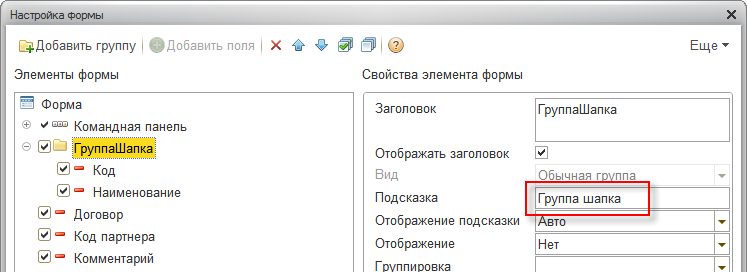 Настройка формы
Добавить группу Добавить поля Еще
Элементы формы
Форма
Командная панель
ГруппаШапка
Код
Наименование
Договор
Код партнера
Комментарий
Свойства элемента формы
Заголовок ГруппаШапка
Отображать заголовок
Вид Обычная группа
Подсказка Группа шапка
Отображение подсказки Авто
Отображение Нет
Группировка